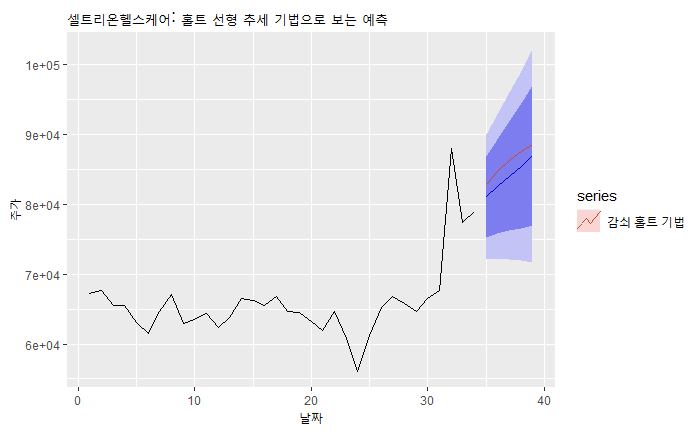 셀트리온헬스케어: 홀트 선형 추세 기법으로 보는 예측
1e+05
9e+04
8e+04
7e+04
6e+04
주가
0
10
20
30
40
날짜
series
감쇠 홀트 기법